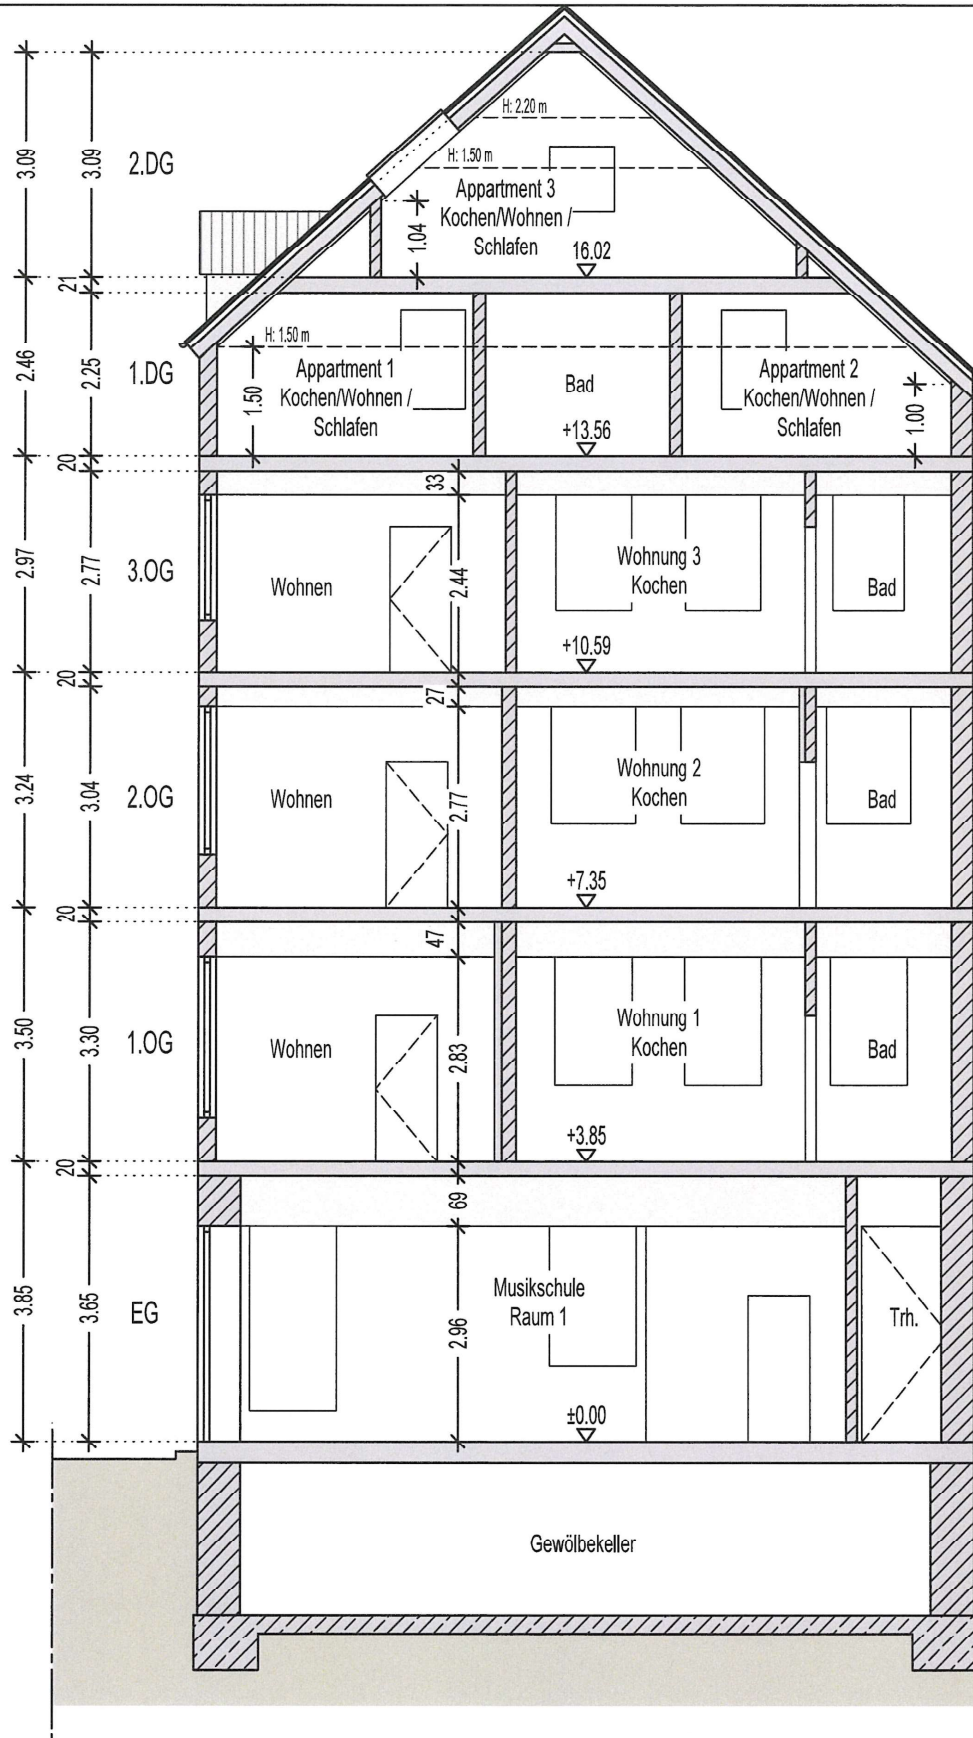 H: 2.20 m
3.09
3.09
2.DG
H: 1.50 m
Appartment 3
Kochen/Wohnen /
Schlafen
1.04
16.02
21
H: 1.50 m
2.46
2.25
1.DG
1.50
Appartment 1
Kochen/Wohnen /
Schlafen
Bad
+13.56
Appartment 2
Kochen/Wohnen /
Schlafen
1.00
20
33
2.97
2.77
3.OG
Wohnen
2.44
Wohnung 3
Kochen
Bad
+10.59
20
27
3.24
3.04
2.OG
Wohnen
2.77
Wohnung 2
Kochen
Bad
+7.35
20
47
3.50
3.30
1.OG
Wohnen
2.83
Wohnung 1
Kochen
Bad
+3.85
20
69
3.85
3.65
EG
2.96
Musikschule
Raum 1
Trh.
±0.00
Gewölbekeller